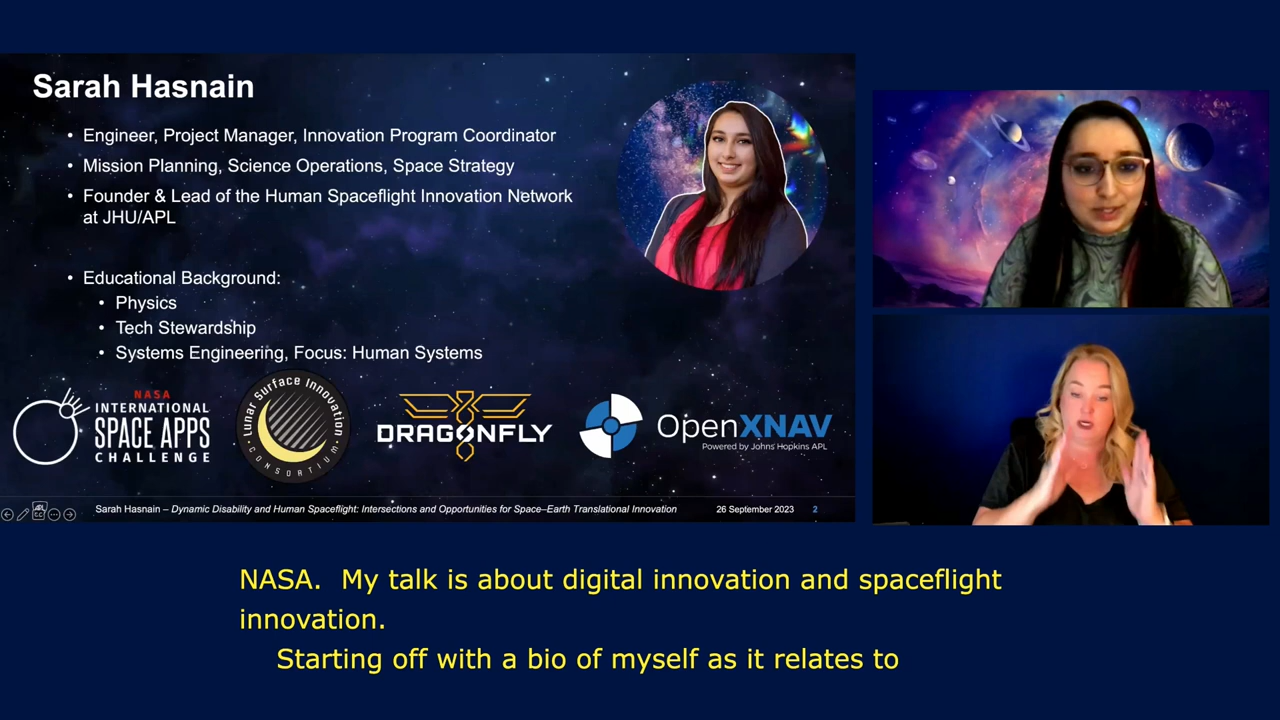 Sarah Hasnain
• Engineer, Project Manager, Innovation Program Coordinator
• Mission Planning, Science Operations, Space Strategy
• Founder & Lead of the Human Spaceflight Innovation Network
at JHU/APL
• Educational Background:
• Physics
• Tech Stewardship
• Systems Engineering, Focus: Human Systems
NASA
INTERNATIONAL
SPACE APPS
CHALLENGE
Lunar Surface Innovation
CONSORTIUM
DRAGONFLY
OpenXNAV
Powered by Johns Hopkins APL
Sarah Hasnain – Dynamic Disability and Human Spaceflight: Intersections and Opportunities for Space–Earth Translational Innovation
26 September 2023
2
NASA. My talk is about digital innovation and spaceflight
innovation.
Starting off with a bio of myself as it relates to